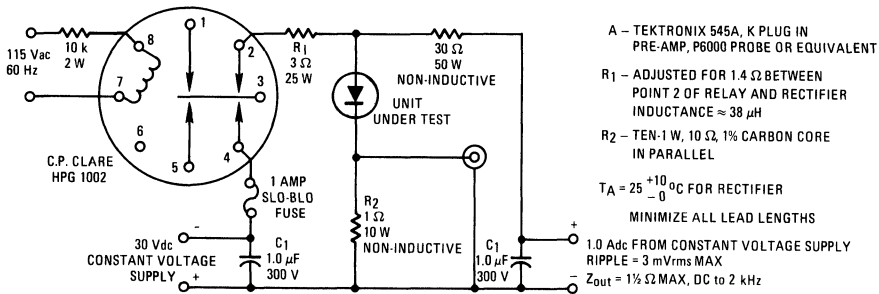 115 Vac
60 Hz
10 k
2 W
8
7
6
1
2
3
4
5
C.P. CLARE
HPG 1002
R1
3 Ω
25 W
30 Ω
50 W
NON-INDUCTIVE
UNIT
UNDER TEST
1 AMP
SLO-BLO
FUSE
R2
1 Ω
10 W
NON-INDUCTIVE
30 Vdc
CONSTANT VOLTAGE
SUPPLY
-
+
C1
1.0 μF
300 V
C1
1.0 μF
300 V
+
–
1.0 Adc FROM CONSTANT VOLTAGE SUPPLY
RIPPLE = 3 mVrms MAX
Zout = 1½ Ω MAX, DC to 2 kHz
A – TEKTRONIX 545A, K PLUG IN
PRE-AMP, P6000 PROBE OR EQUIVALENT
R1 – ADJUSTED FOR 1.4 Ω BETWEEN
POINT 2 OF RELAY AND RECTIFIER
INDUCTANCE ≈ 38 μH
R2 – TEN-1 W, 10 Ω, 1% CARBON CORE
IN PARALLEL
TA = 25 +10 -0 °C FOR RECTIFIER
MINIMIZE ALL LEAD LENGTHS